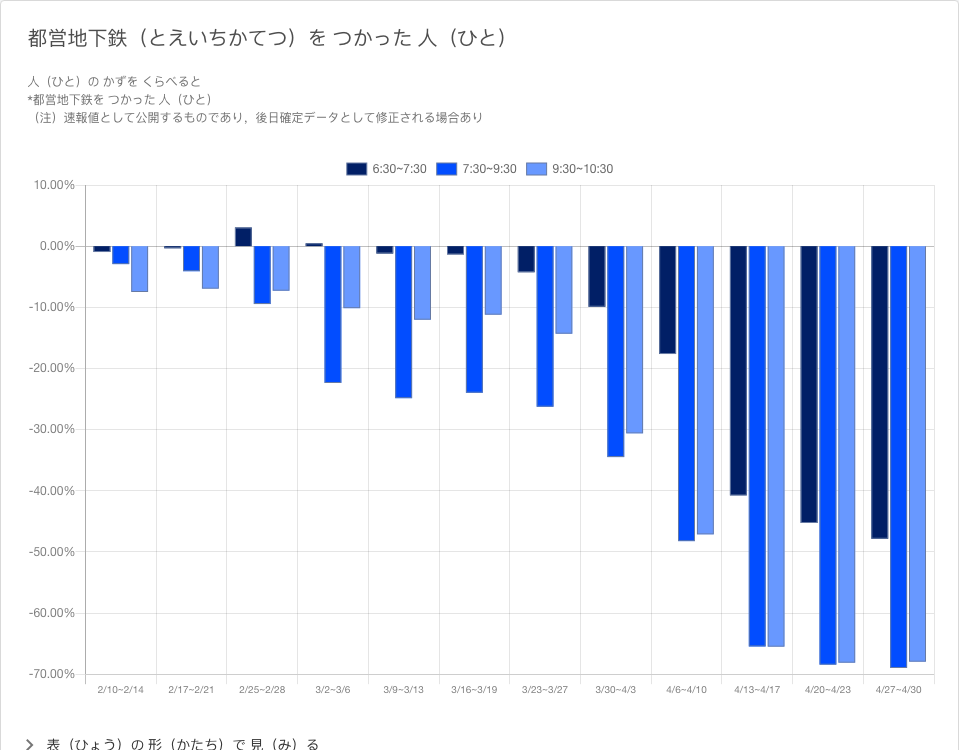 都営地下鉄（とえいちかてつ）を つかった 人（ひと）
人（ひと）の かずを くらべると
*都営地下鉄を つかった 人（ひと）
（注）速報値として公開するものであり，後日確定データとして修正される場合あり
6:30~7:30 7:30~9:30 9:30~10:30
10.00%
0.00%
-10.00%
-20.00%
-30.00%
-40.00%
-50.00%
-60.00%
-70.00%
2/10~2/14 2/17~2/21 2/25~2/28 3/2~3/6 3/9~3/13 3/16~3/19 3/23~3/27 3/30~4/3 4/6~4/10 4/13~4/17 4/20~4/23 4/27~4/30
表（ひょう）の 形（かたち）で 見（み）る